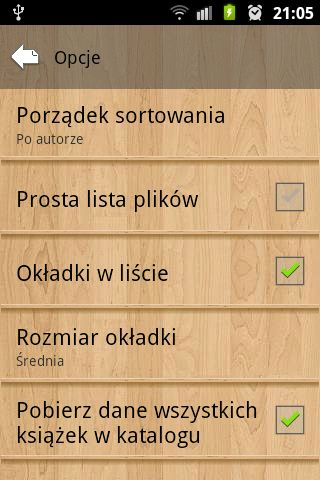 21:05
Opcje
Porządek sortowania
Po autorze
Prosta lista plików
Okładki w liście
Rozmiar okładki
Średnia
Pobierz dane wszystkich
książek w katalogu